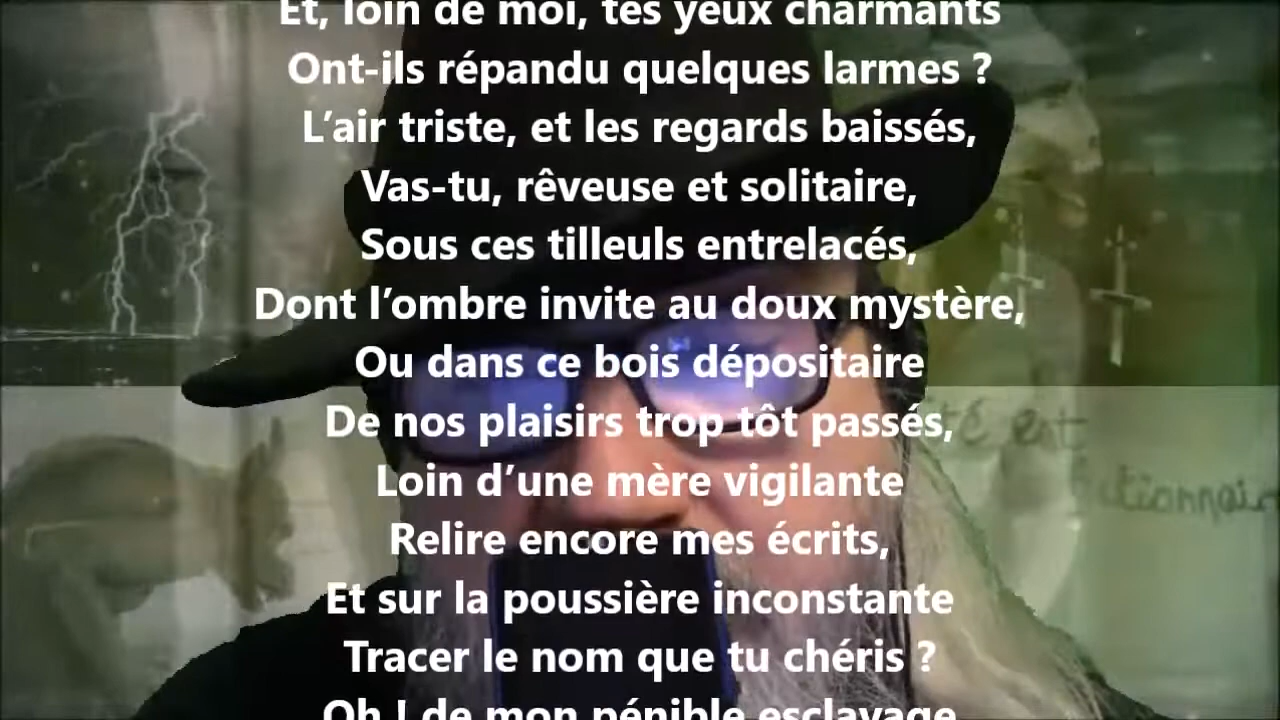 Et, loin de moi, tes yeux charmants
Ont-ils répandu quelques larmes ?
L’air triste, et les regards baissés,
Vas-tu, rêveuse et solitaire,
Sous ces tilleuls entrelacés,
Dont l’ombre invite au doux mystère,
Ou dans ce bois dépositaire
De nos plaisirs trop tôt passés,
Loin d’une mère vigilante
Relire encore mes écrits,
Et sur la poussière inconstante
Tracer le nom que tu chéris ?
Oh ! de mon pénible esclavage
té est